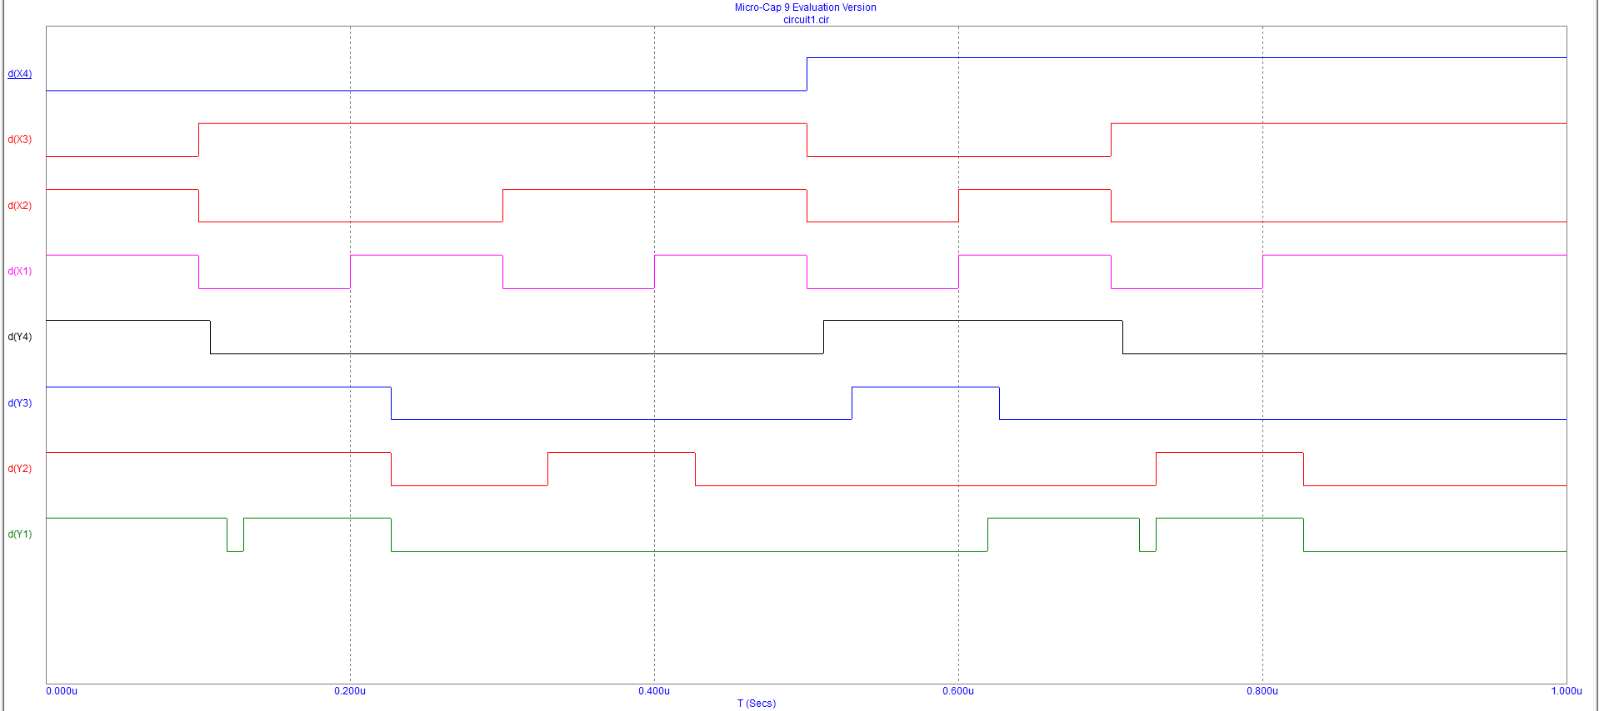 Micro-Cap 9 Evaluation Version
circuit1.cir
d(X4)
d(X3)
d(X2)
d(X1)
d(Y4)
d(Y3)
d(Y2)
d(Y1)
0.000u 0.200u 0.400u 0.600u 0.800u 1.000u
T (Secs)